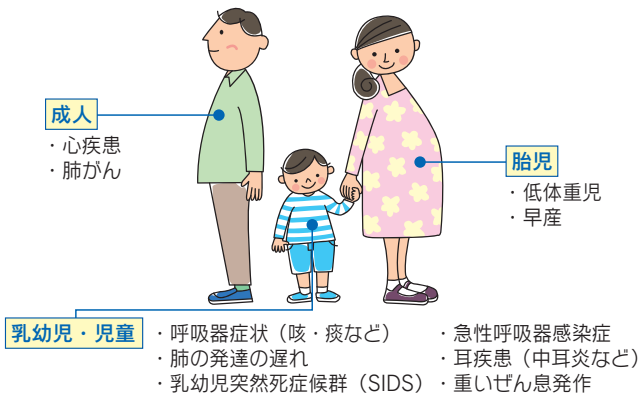 成人
・心疾患
・肺がん
胎児
・低体重児
・早産
乳幼児・児童
・呼吸器症状（咳・痰など）
・肺の発達の遅れ
・乳幼児突然死症候群（SIDS）
・急性呼吸器感染症
・耳疾患（中耳炎など）
・重いぜん息発作